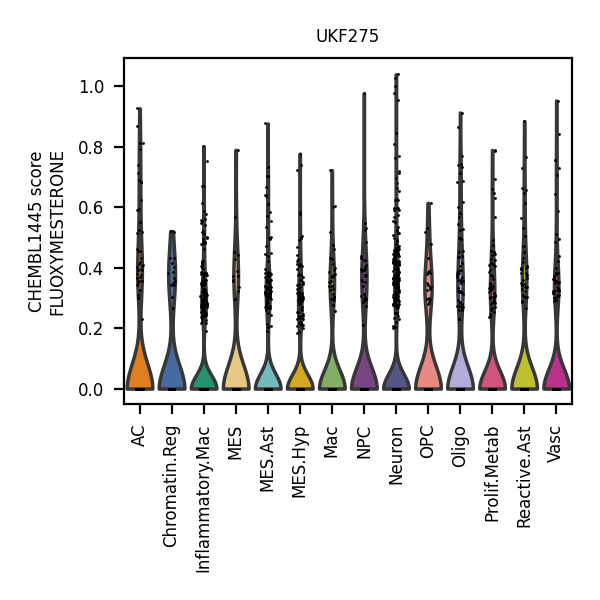 UKF275
CHEMBL1445 score
FLUOXYMESTERONE
1.0
0.8
0.6
0.4
0.2
0.0
AC
Chromatin.Reg
Inflammatory.Mac
MES
MES.Ast
MES.Hyp
Mac
NPC
Neuron
OPC
Oligo
Prolif.Metab
Reactive.Ast
Vasc